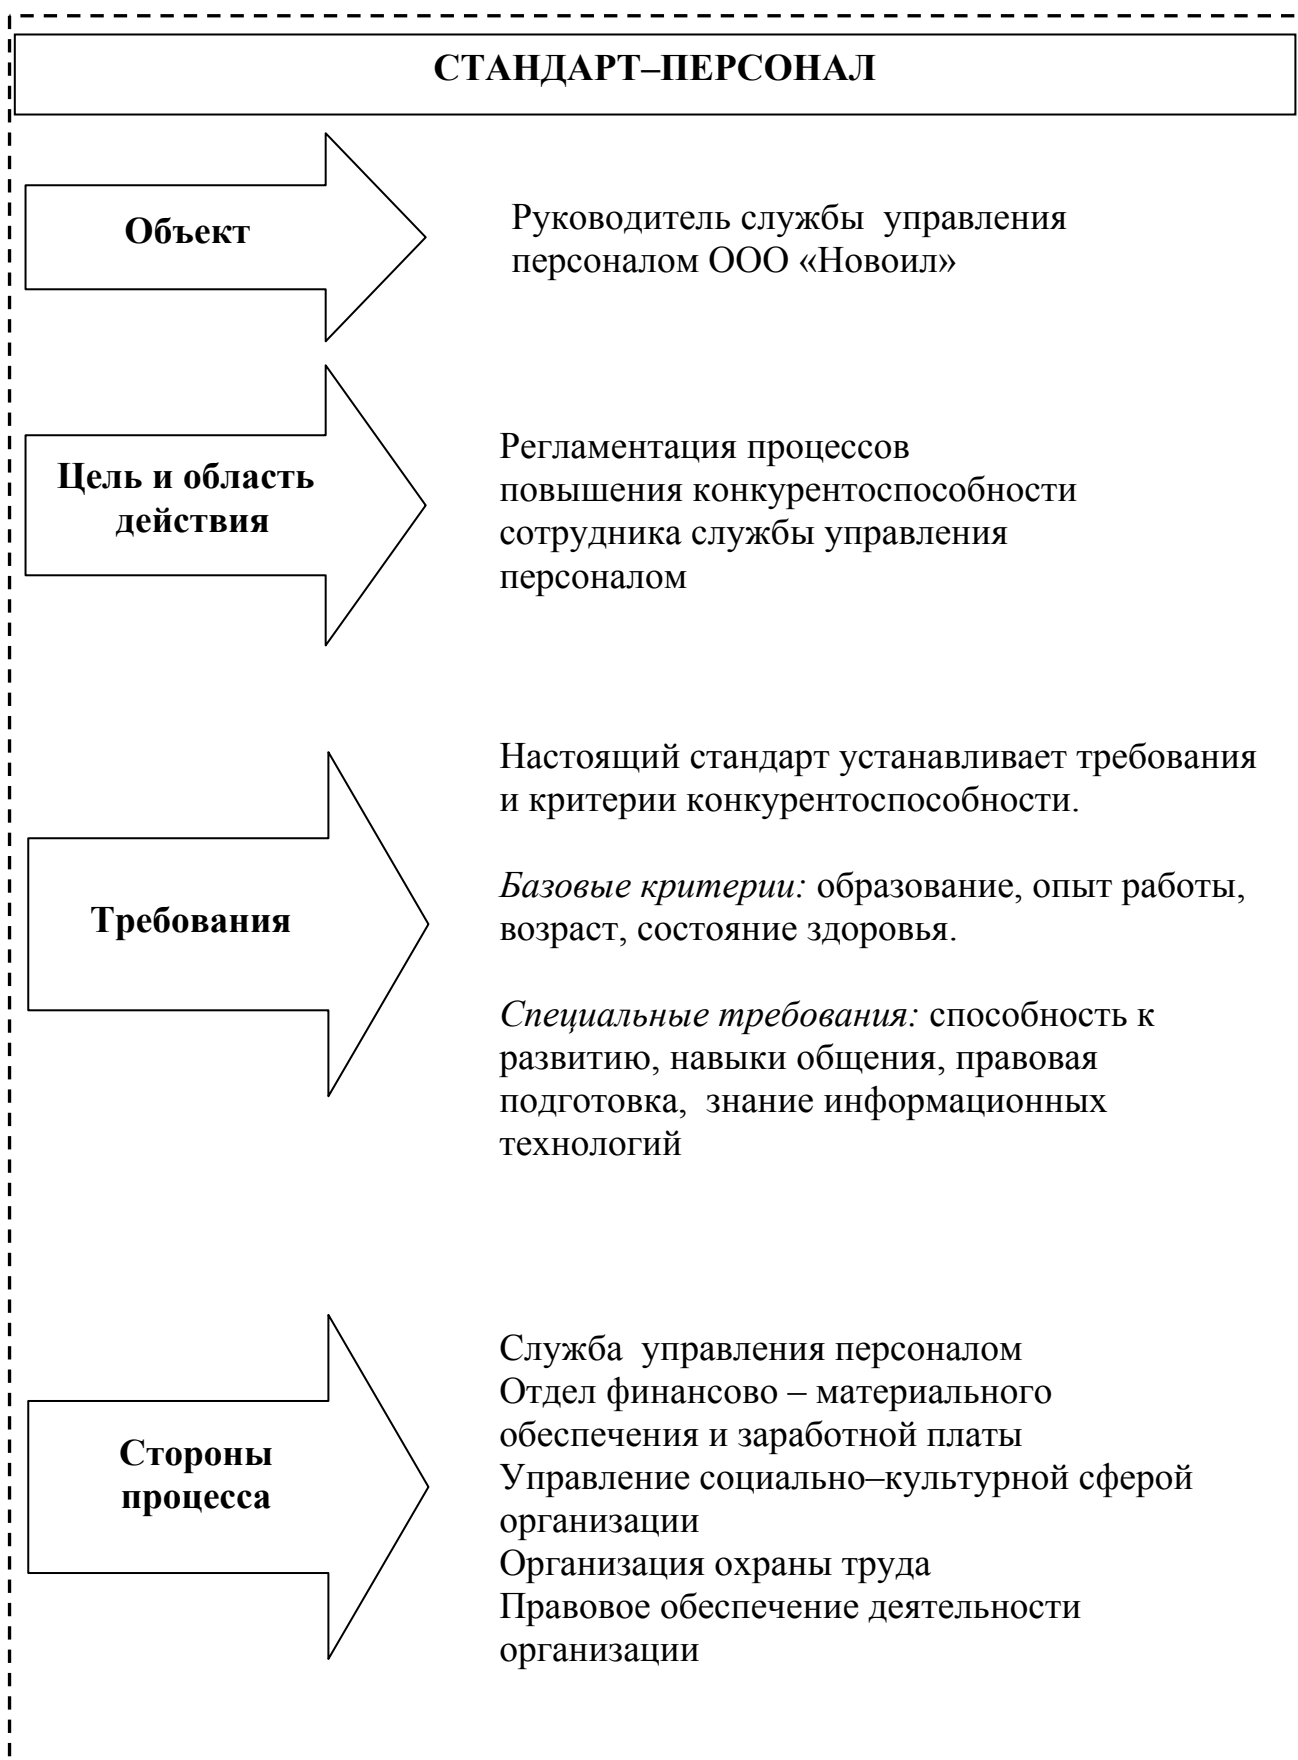 СТАНДАРТ–ПЕРСОНАЛ
Объект
Руководитель службы управления
персоналом ООО «Новоил»
Цель и область
действия
Регламентация процессов
повышения конкурентоспособности
сотрудника службы управления
персоналом
Требования
Настоящий стандарт устанавливает требования
и критерии конкурентоспособности.
Базовые критерии: образование, опыт работы,
возраст, состояние здоровья.
Специальные требования: способность к
развитию, навыки общения, правовая
подготовка, знание информационных
технологий
Стороны
процесса
Служба управления персоналом
Отдел финансово – материального
обеспечения и заработной платы
Управление социально–культурной сферой
организации
Организация охраны труда
Правовое обеспечение деятельности
организации